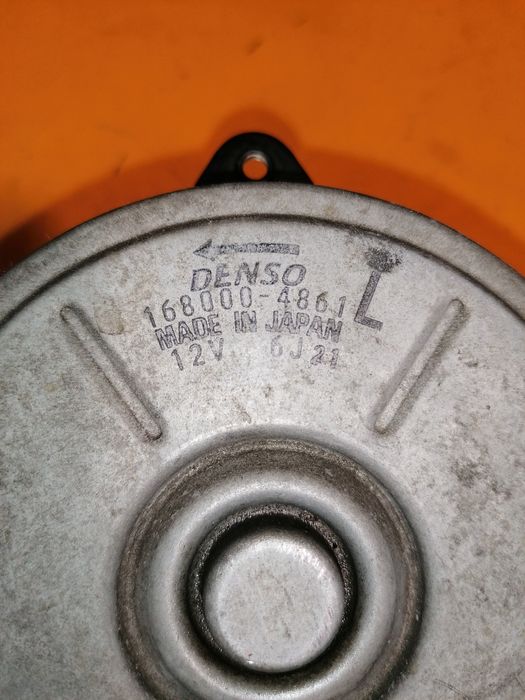 DENSO
168000-4861 L
MADE IN JAPAN
12V 6J21